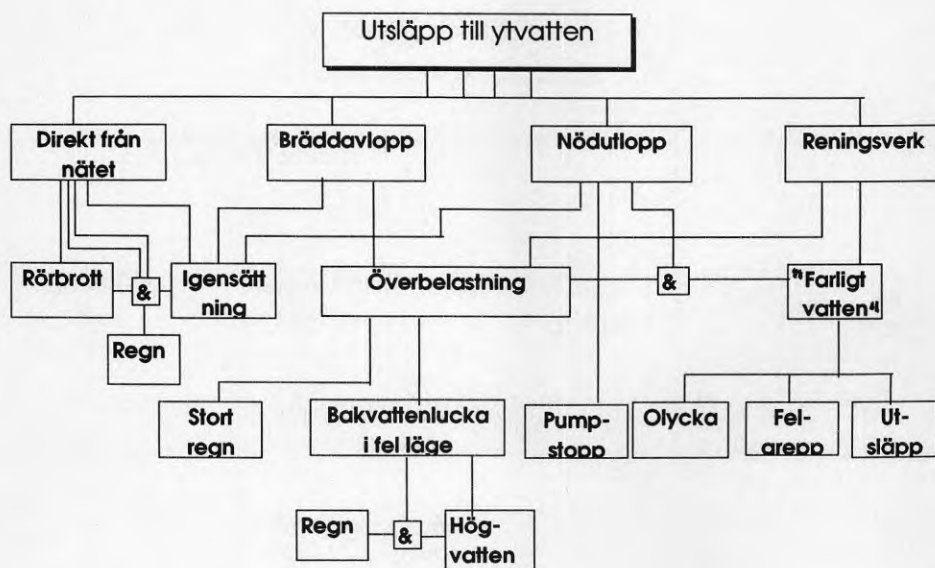 Utsläpp till ytvatten
Direkt från
nätet
Bräddavlopp
Nödutlopp
Reningsverk
Rörbrott
&
Igensätt
ning
Överbelastning
&
"Farligt
vatten"
Regn
Stort
regn
Bakvattenlucka
i fel läge
Pump-
stopp
Olycka
Fel-
grepp
Ut-
släpp
Regn
&
Hög-
vatten